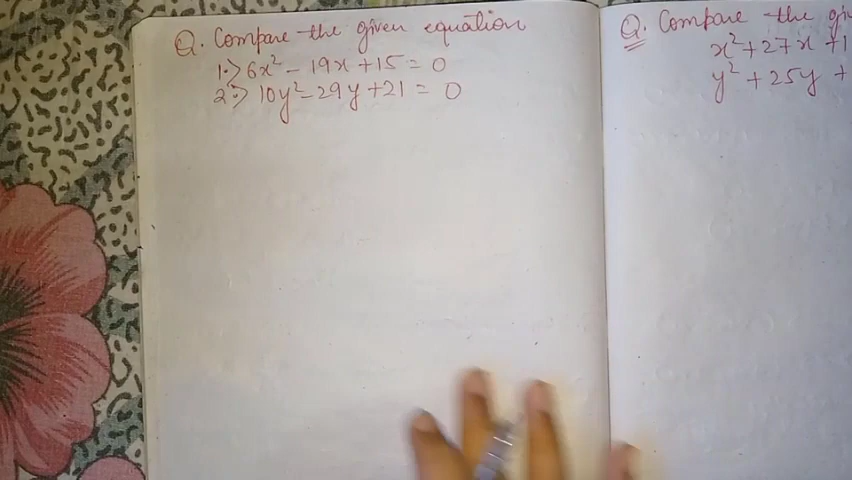 Q. Compare the given equation
1.> 6x² - 19x + 15 = 0
2.> 10y² - 29y + 21 = 0
Q. Compare the
x² + 27x +
y² + 25y +